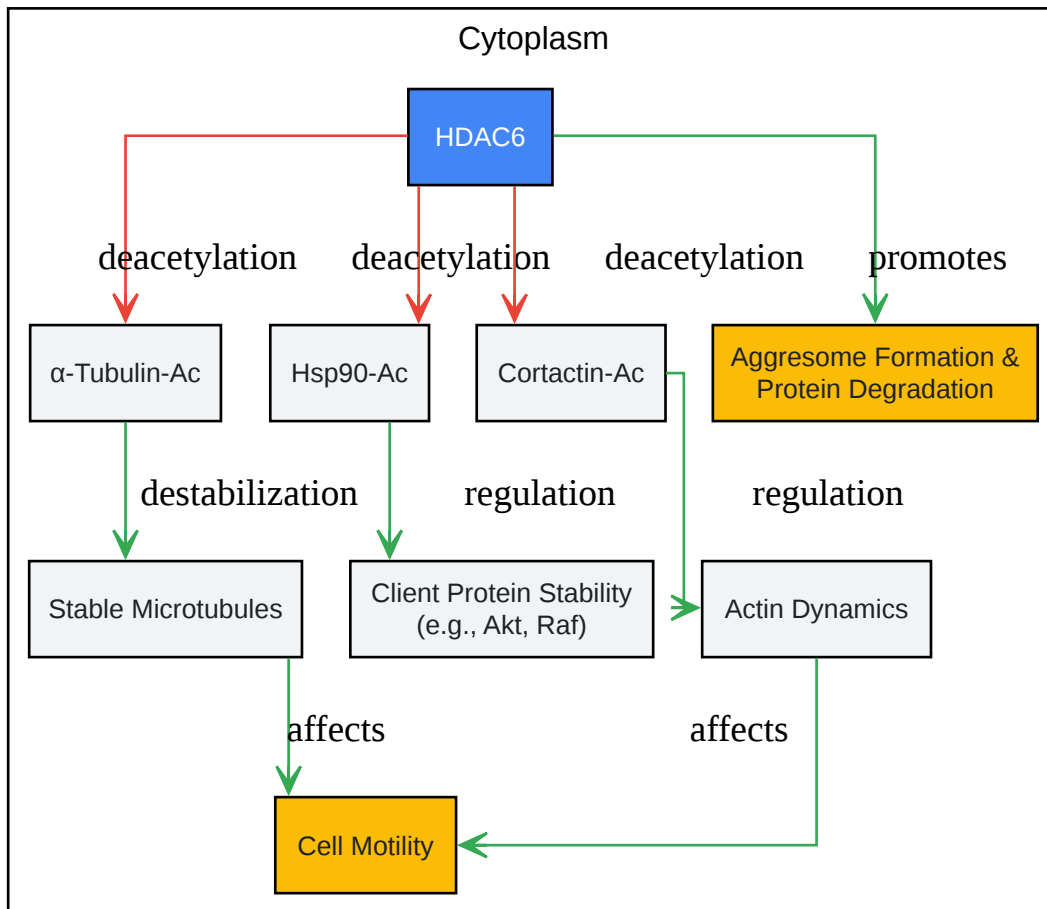 Cytoplasm
HDAC6
deacetylation
deacetylation
deacetylation
promotes
α-Tubulin-Ac
Hsp90-Ac
Cortactin-Ac
Aggresome Formation &
Protein Degradation
destabilization
regulation
regulation
Stable Microtubules
Client Protein Stability
(e.g., Akt, Raf)
Actin Dynamics
affects
affects
Cell Motility